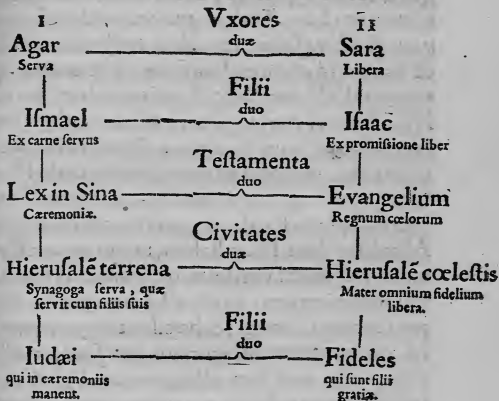 I Vxores II
Agar duæ Sara
Serva Libera
Filii
Iſmael duo Iſaac
Ex carne ſervus Ex promiſione liber
Teſtamenta
Lex in Sina duo Evangelium
Cæremoniæ. Regnum cœlorum
Civitates
duæ
Hieruſalē terrena Hieruſalē cœleſtis
Synagoga ſerva, quæ Mater omnium fidelium
ſervit cum filiis ſuis libera.
Filii
duo
Iudæi Fideles
qui in cæremoniis qui ſunt filii
manent. gratiæ.